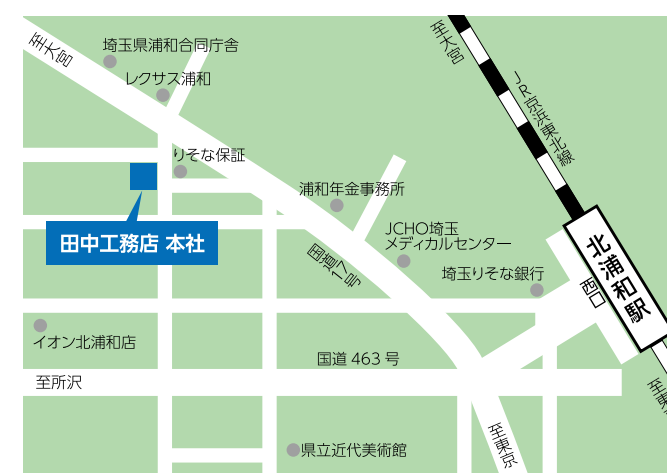 至大宮
埼玉県浦和合同庁舎
レクサス浦和
至大宮
JR京浜東北線
りそな保証
浦和年金事務所
田中工務店 本社
JCHO埼玉
メディカルセンター
国道17号
埼玉りそな銀行
北浦和駅
西口
イオン北浦和店
国道 463 号
至所沢
至東
県立近代美術館
至東京